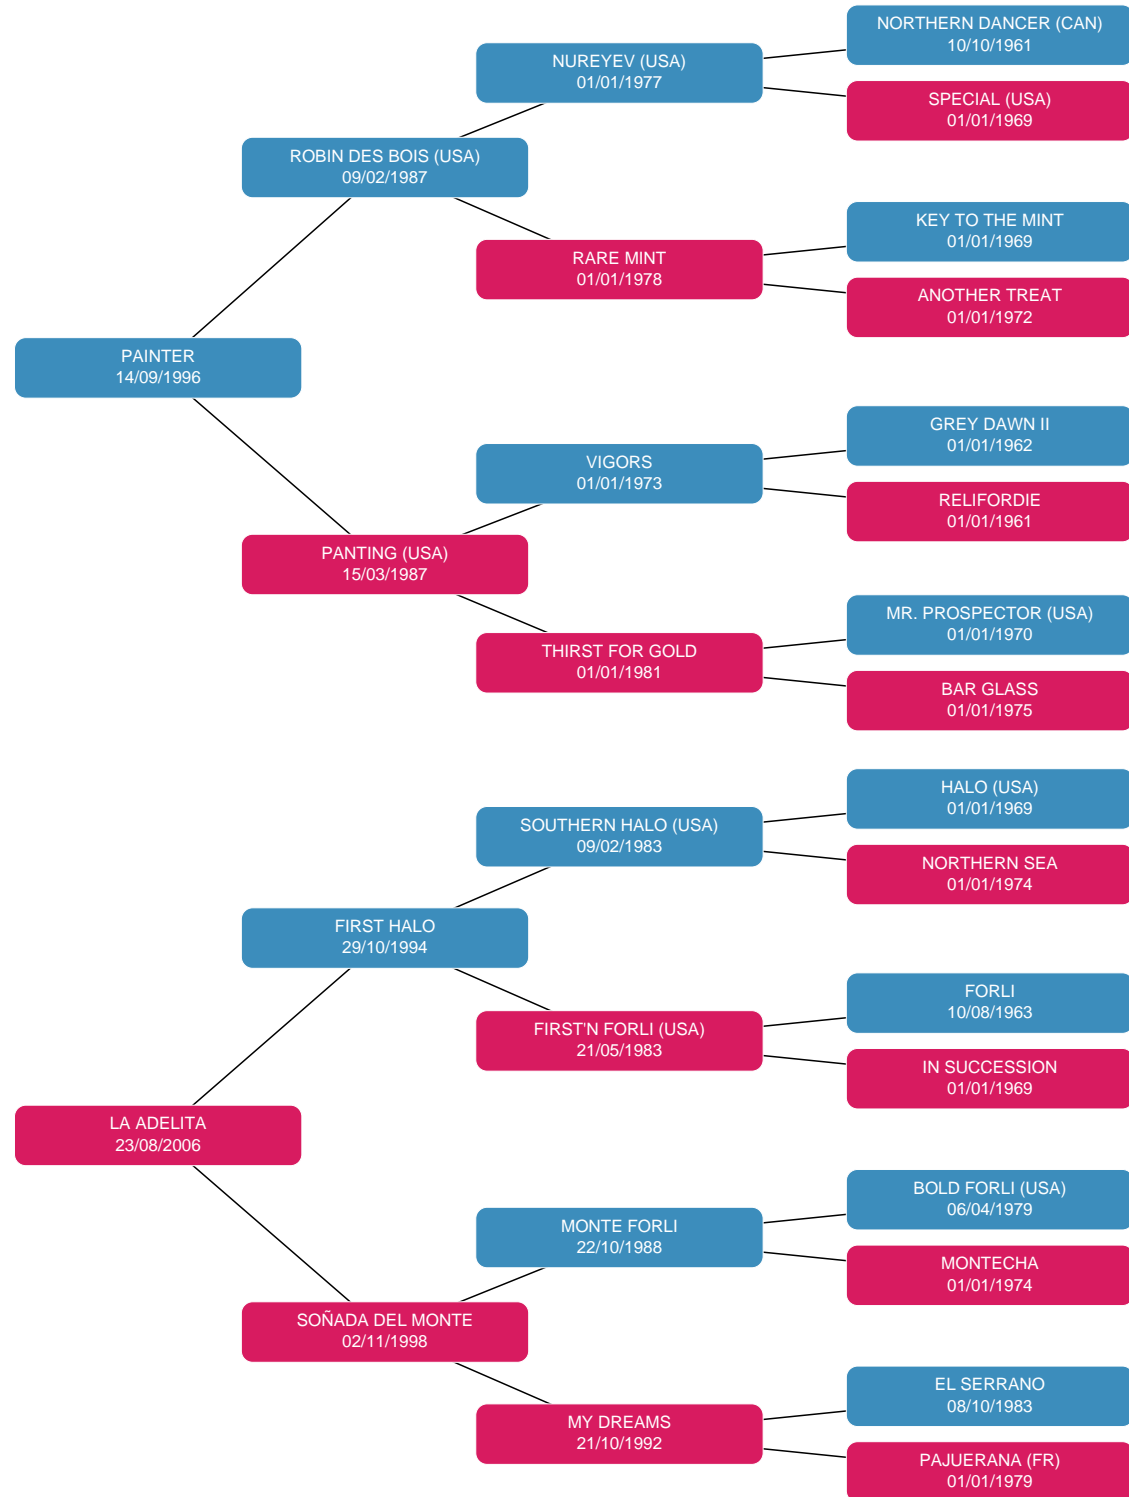 NORTHERN DANCER (CAN)
10/10/1961
NUREYEV (USA)
01/01/1977
SPECIAL (USA)
01/01/1969
ROBIN DES BOIS (USA)
09/02/1987
KEY TO THE MINT
01/01/1969
RARE MINT
01/01/1978
ANOTHER TREAT
01/01/1972
PAINTER
14/09/1996
GREY DAWN II
01/01/1962
VIGORS
01/01/1973
RELIFORDIE
01/01/1961
PANTING (USA)
15/03/1987
MR. PROSPECTOR (USA)
01/01/1970
THIRST FOR GOLD
01/01/1981
BAR GLASS
01/01/1975
HALO (USA)
01/01/1969
SOUTHERN HALO (USA)
09/02/1983
NORTHERN SEA
01/01/1974
FIRST HALO
29/10/1994
FORLI
10/08/1963
FIRST'N FORLI (USA)
21/05/1983
IN SUCCESSION
01/01/1969
LA ADELITA
23/08/2006
BOLD FORLI (USA)
06/04/1979
MONTE FORLI
22/10/1988
MONTECHA
01/01/1974
SOÑADA DEL MONTE
02/11/1998
EL SERRANO
08/10/1983
MY DREAMS
21/10/1992
PAJUERANA (FR)
01/01/1979